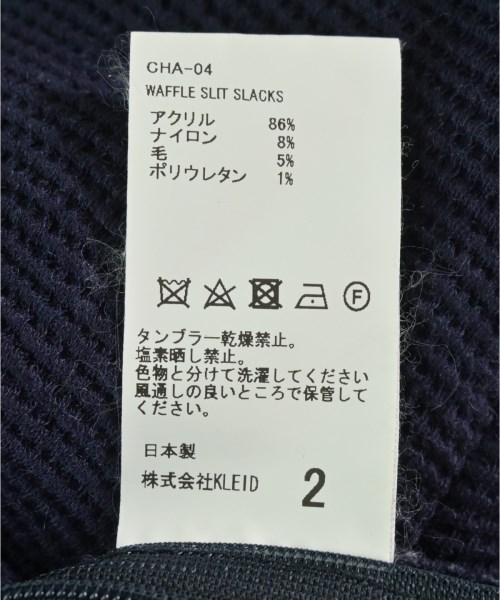 CHA-04
WAFFLE SLIT SLACKS
アクリル 86%
ナイロン 8%
毛 5%
ポリウレタン 1%
F
タンブラー乾燥禁止。
塩素晒し禁止。
色物と分けて洗濯してください
風通しの良いところで保管して
ください。
日本製
株式会社KLEID 2